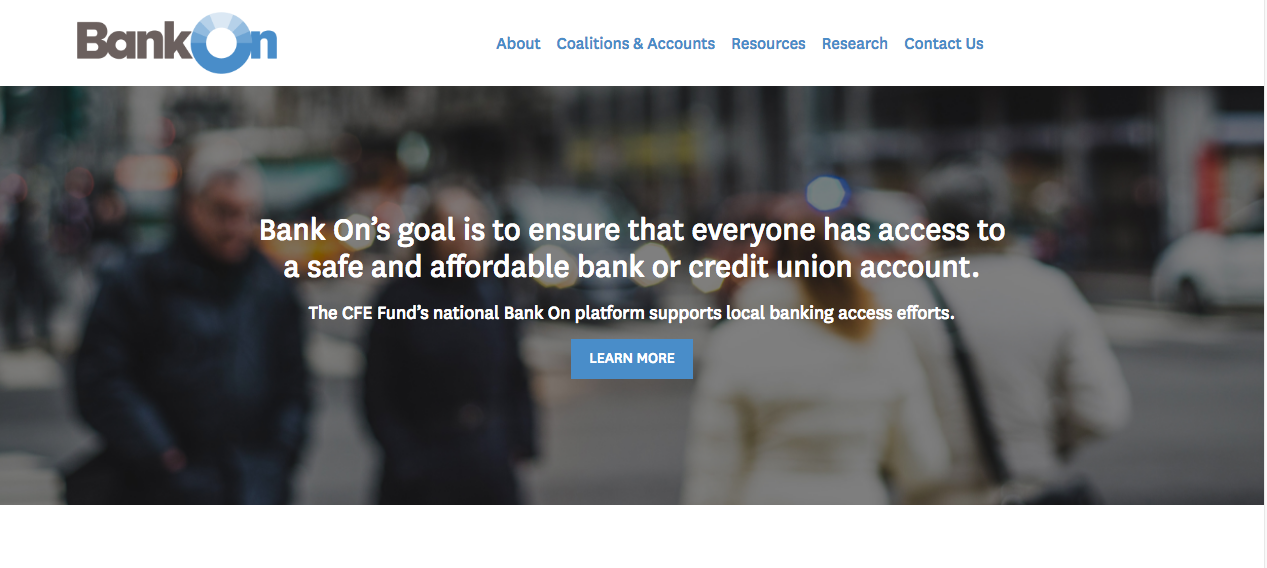 BankOn
About Coalitions & Accounts Resources Research Contact Us
Bank On’s goal is to ensure that everyone has access to
a safe and affordable bank or credit union account.
The CFE Fund’s national Bank On platform supports local banking access efforts.
LEARN MORE